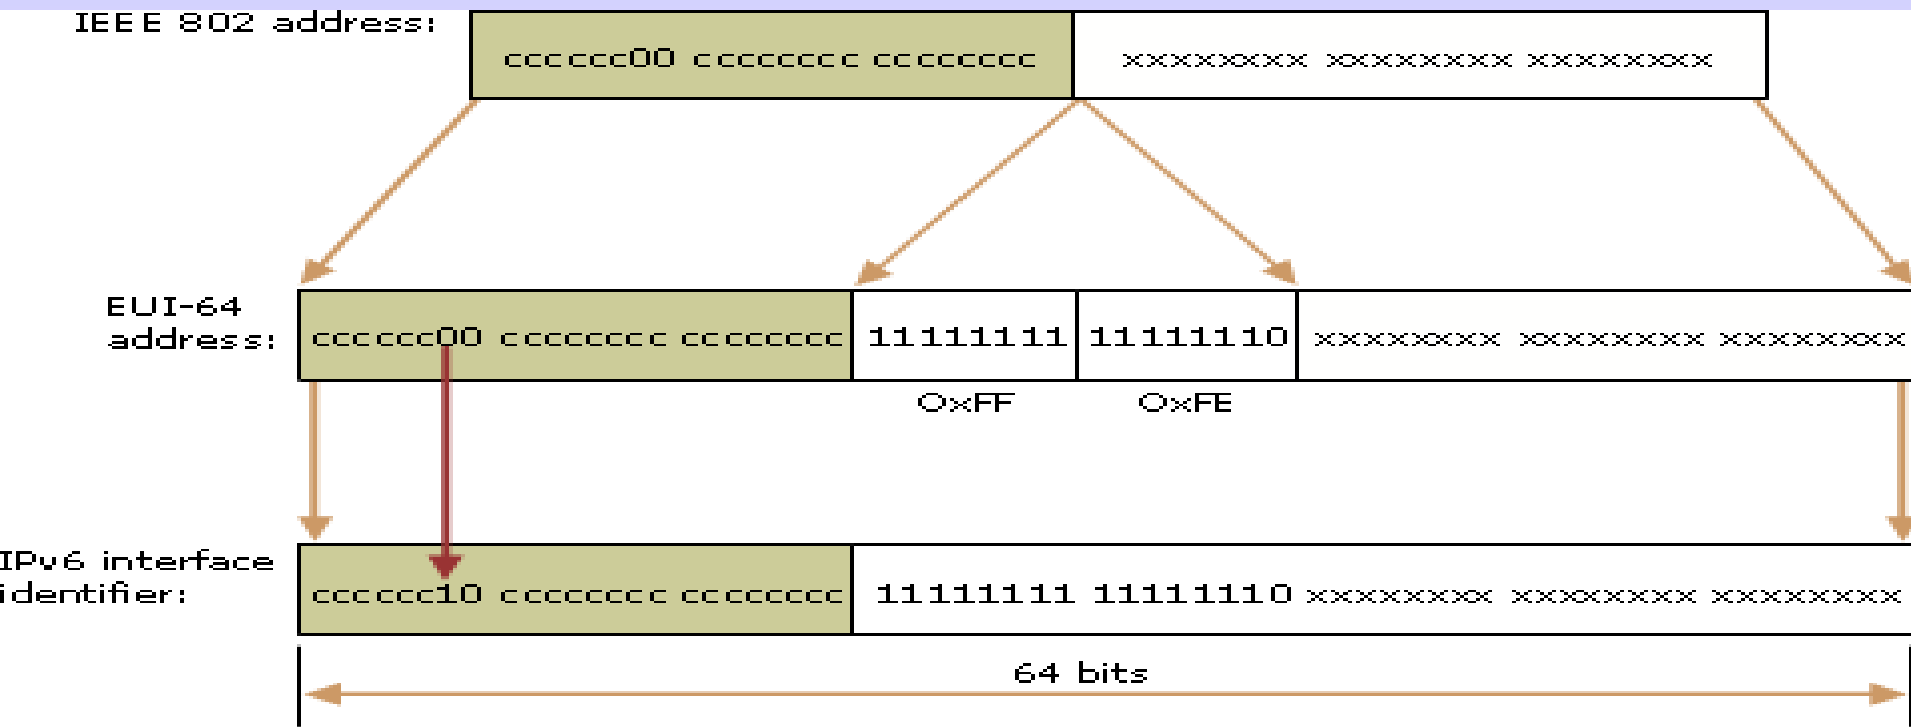 IEEE 802 address:
cccccc00 cccccccc cccccccc xxxxxxxx xxxxxxxx xxxxxxxx
EUI-64
address:
cccccc00 cccccccc cccccccc 11111111 11111110 xxxxxxxx xxxxxxxx xxxxxxxx
0xFF 0xFE
IPv6 interface
identifier:
cccccc10 cccccccc cccccccc 11111111 11111110 xxxxxxxx xxxxxxxx xxxxxxxx
64 bits